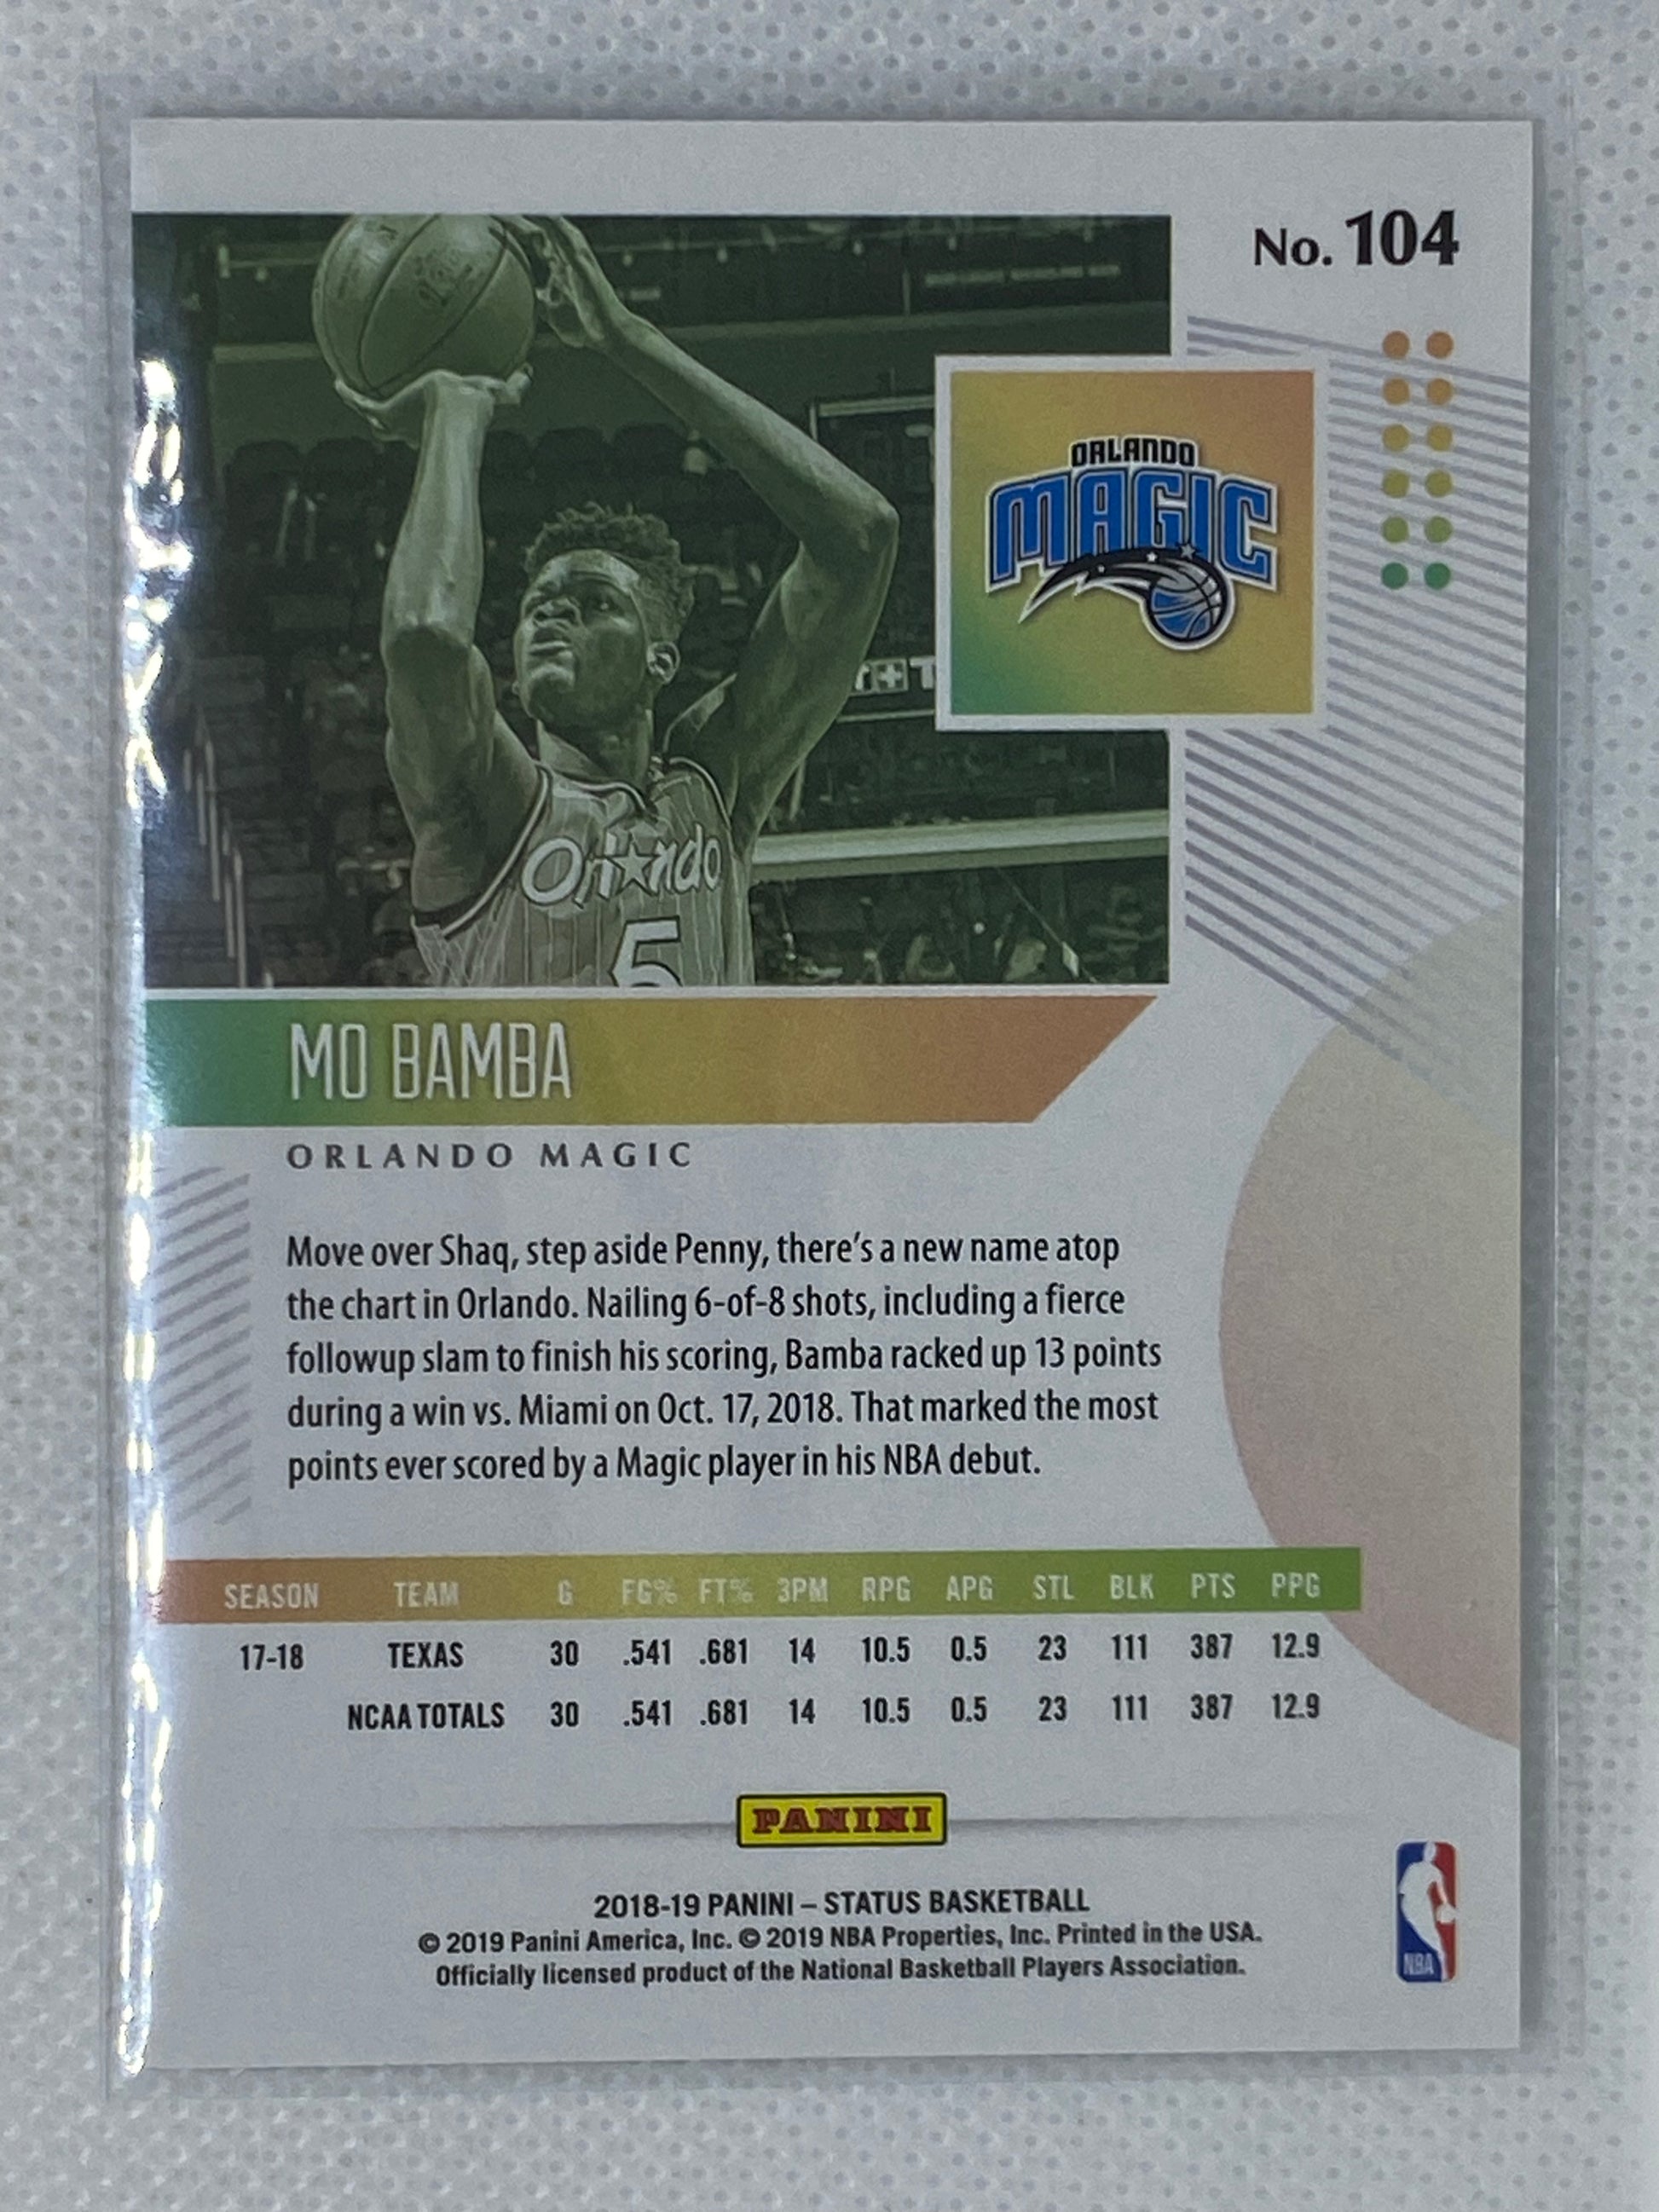 No. 104
ORLANDO
MAGIC
Orlando
5
MO BAMBA
ORLANDO MAGIC
Move over Shaq, step aside Penny, there's a new name atop
the chart in Orlando. Nailing 6-of-8 shots, including a fierce
followup slam to finish his scoring, Bamba racked up 13 points
during a win vs. Miami on Oct. 17, 2018. That marked the most
points ever scored by a Magic player in his NBA debut.
SEASON TEAM G FG% FT% 3PM RPG APG STL BLK PTS PPG
17-18 TEXAS 30 .541 .681 14 10.5 0.5 23 111 387 12.9
NCAA TOTALS 30 .541 .681 14 10.5 0.5 23 111 387 12.9
PANINI
2018-19 PANINI – STATUS BASKETBALL
© 2019 Panini America, Inc. © 2019 NBA Properties, Inc. Printed in the USA.
Officially licensed product of the National Basketball Players Association.
NBA